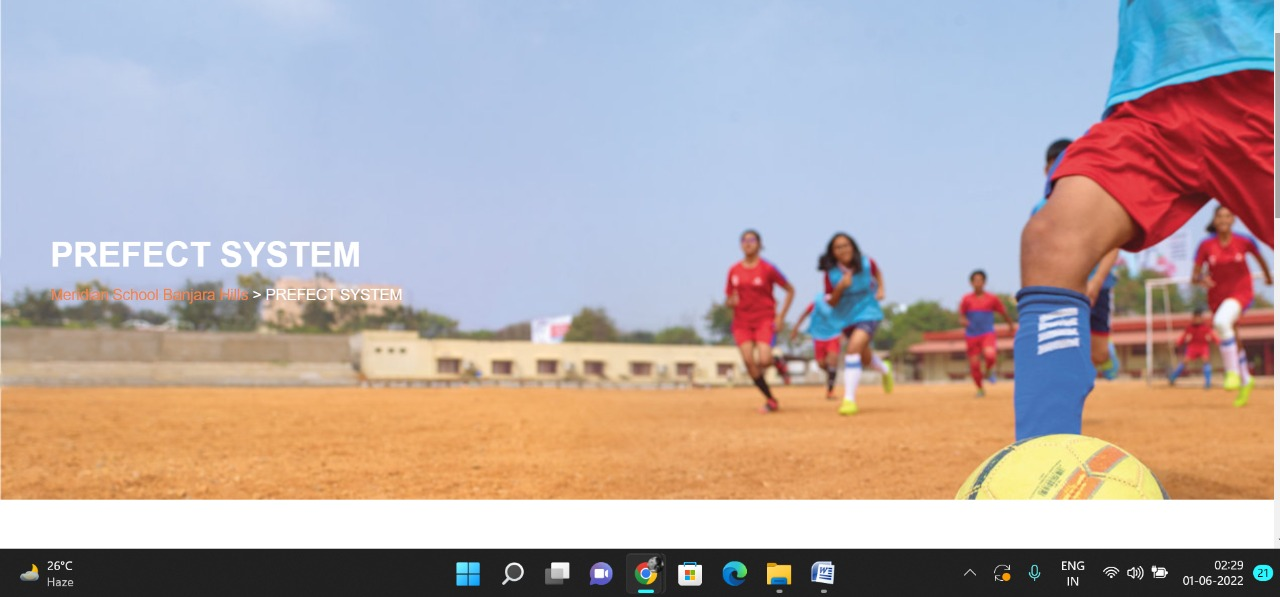 PREFECT SYSTEM
Meridian School Banjara Hills > PREFECT SYSTEM
26°C
Haze
ENG
IN
02:29
01-06-2022
21